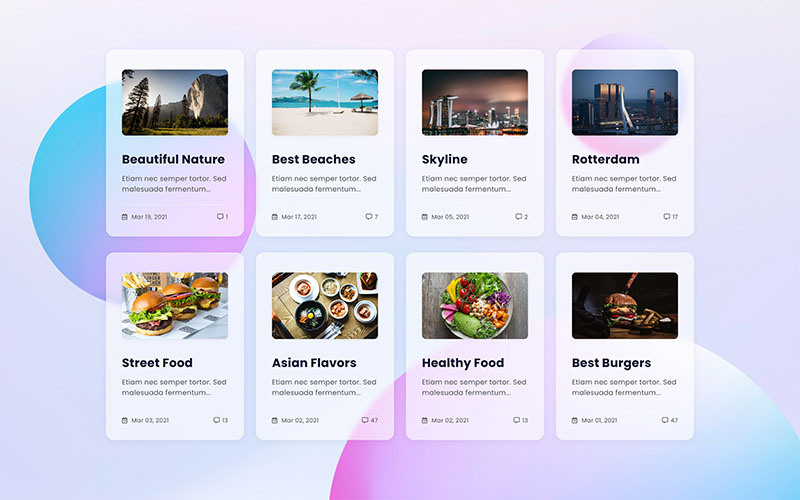 Beautiful Nature
Etiam nec semper tortor. Sed
malesuada fermentum...
Mar 19, 2021
1
Best Beaches
Etiam nec semper tortor. Sed
malesuada fermentum...
Mar 17, 2021
7
Skyline
Etiam nec semper tortor. Sed
malesuada fermentum...
Mar 05, 2021
2
Rotterdam
Etiam nec semper tortor. Sed
malesuada fermentum...
Mar 04, 2021
17
Street Food
Etiam nec semper tortor. Sed
malesuada fermentum...
Mar 03, 2021
13
Asian Flavors
Etiam nec semper tortor. Sed
malesuada fermentum...
Mar 02, 2021
47
Healthy Food
Etiam nec semper tortor. Sed
malesuada fermentum...
Mar 02, 2021
13
Best Burgers
Etiam nec semper tortor. Sed
malesuada fermentum...
Mar 01, 2021
47